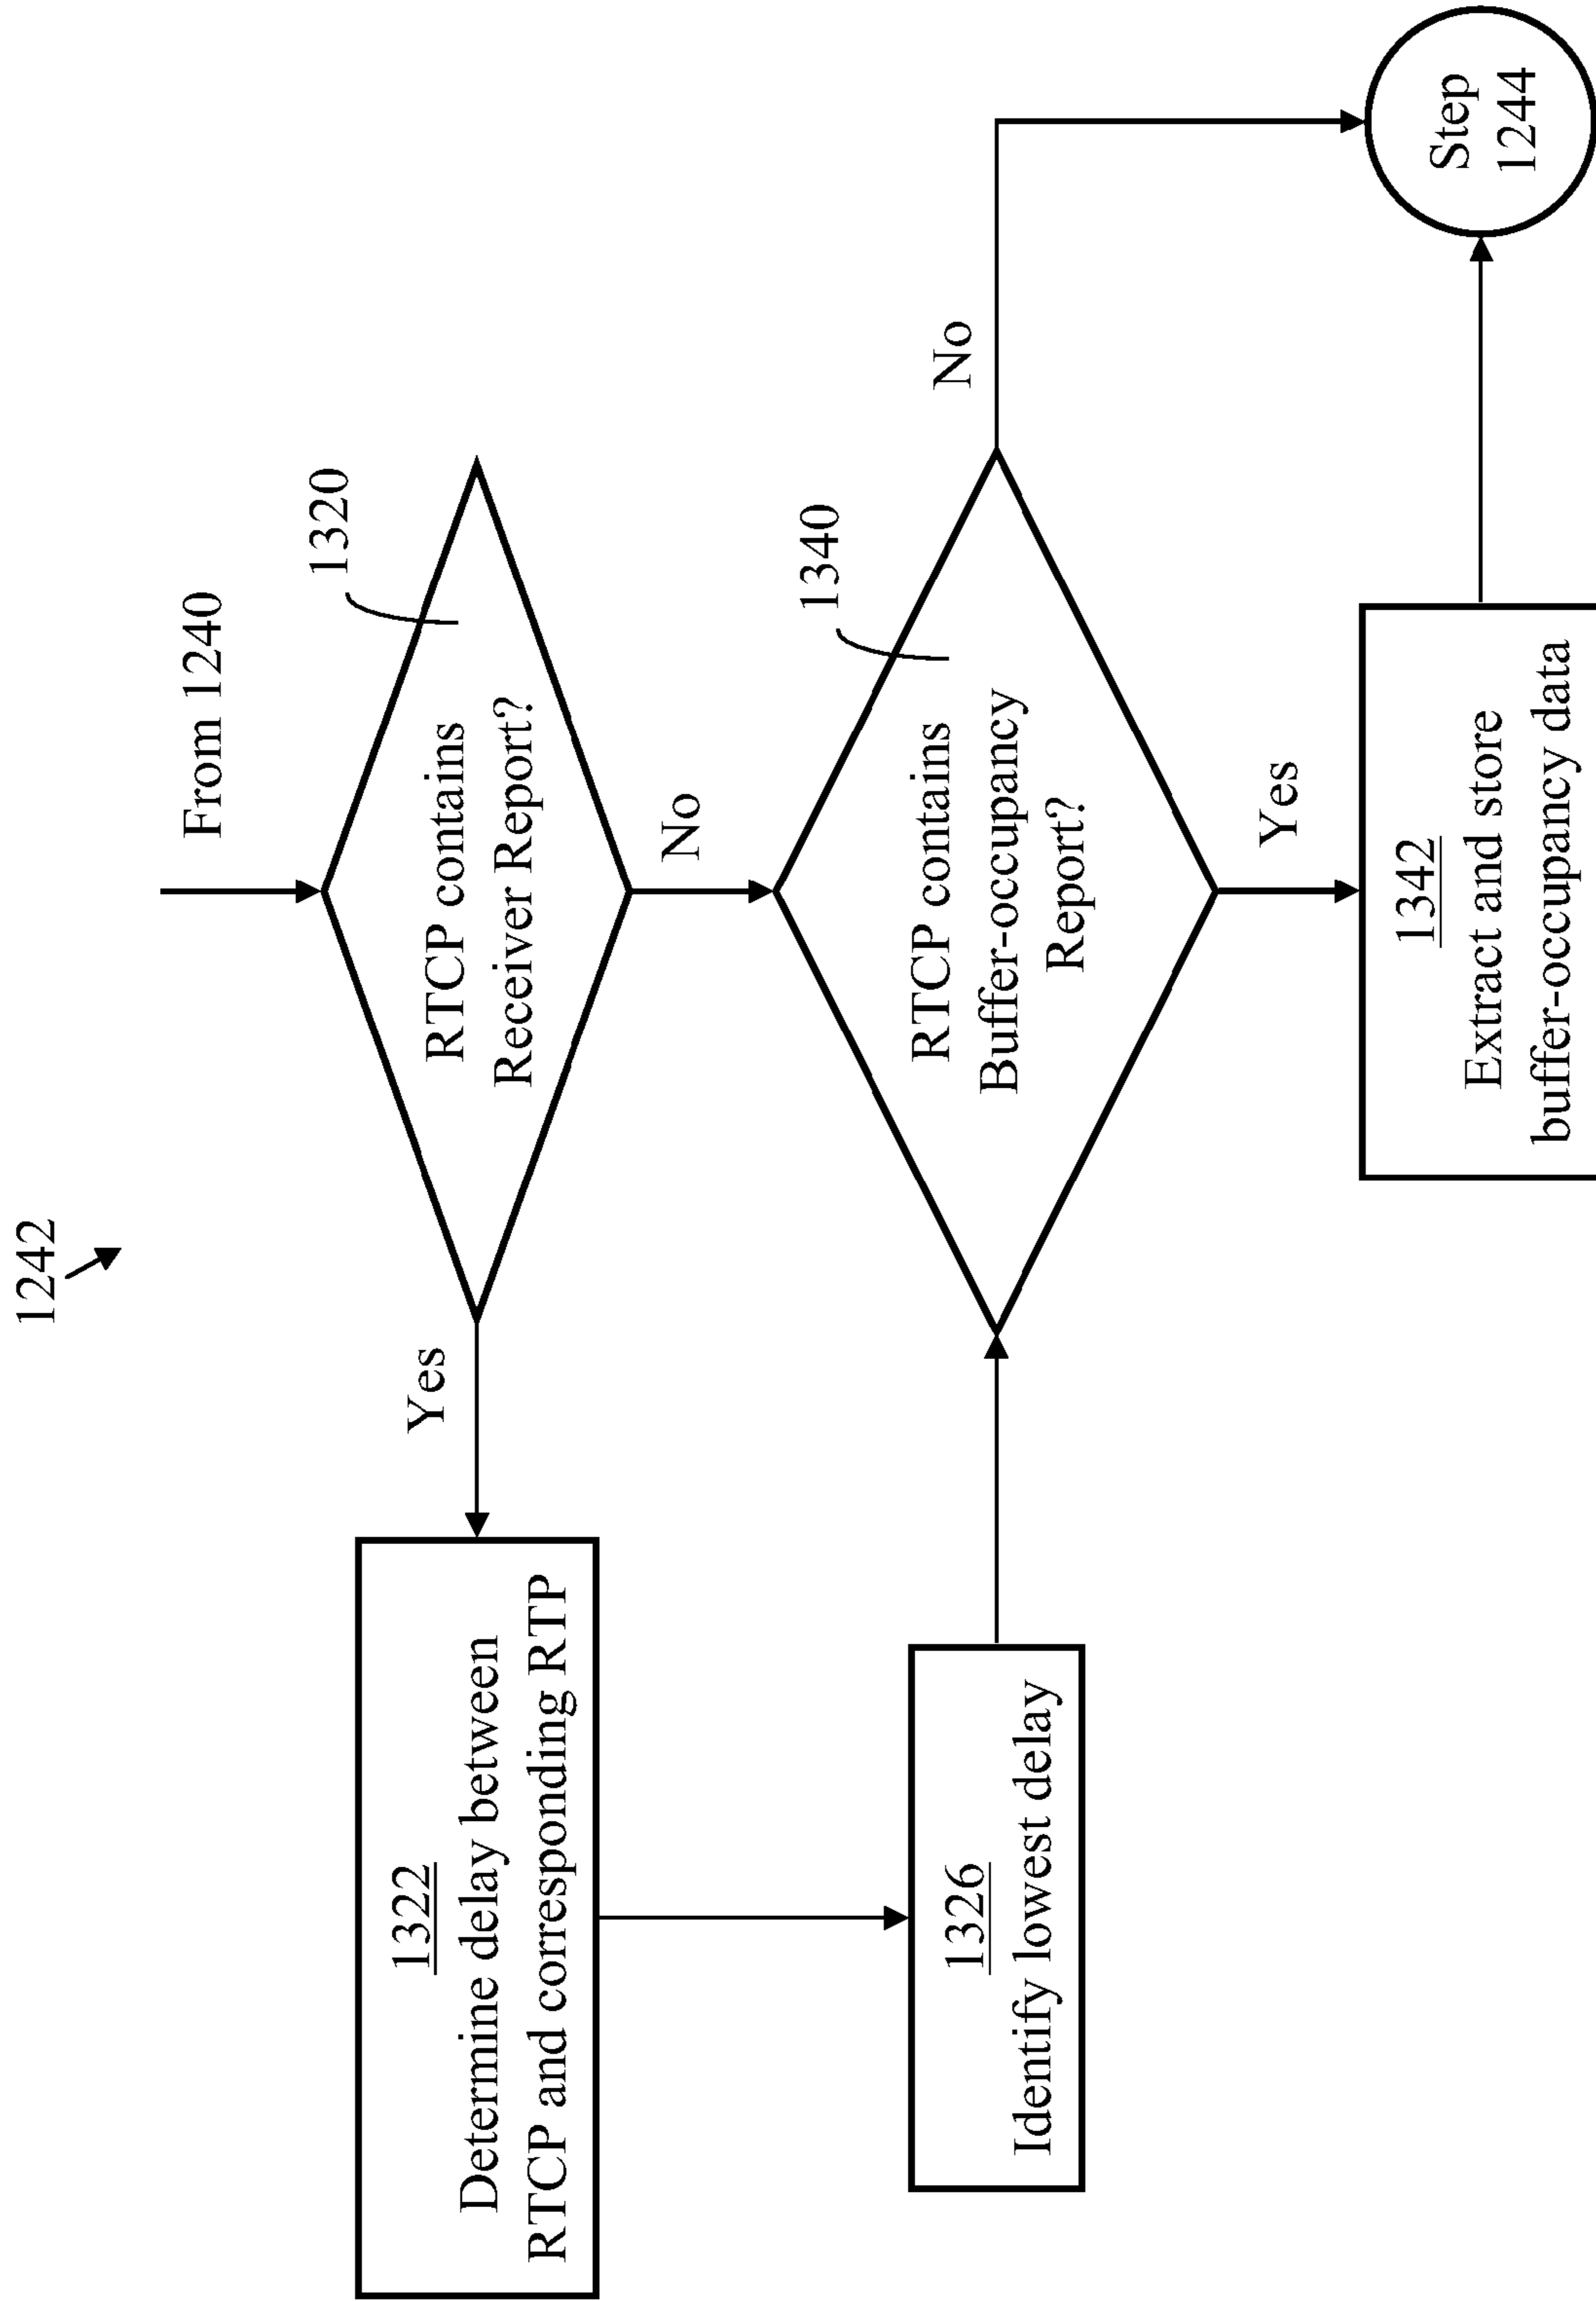 1242
From 1240
1320
RTCP contains
Receiver Report?
Yes
No
1322
Determine delay between
RTCP and corresponding RTP
1326
Identify lowest delay
1340
RTCP contains
Buffer-occupancy
Report?
No
Yes
1342
Extract and store
buffer-occupancy data
Step
1244